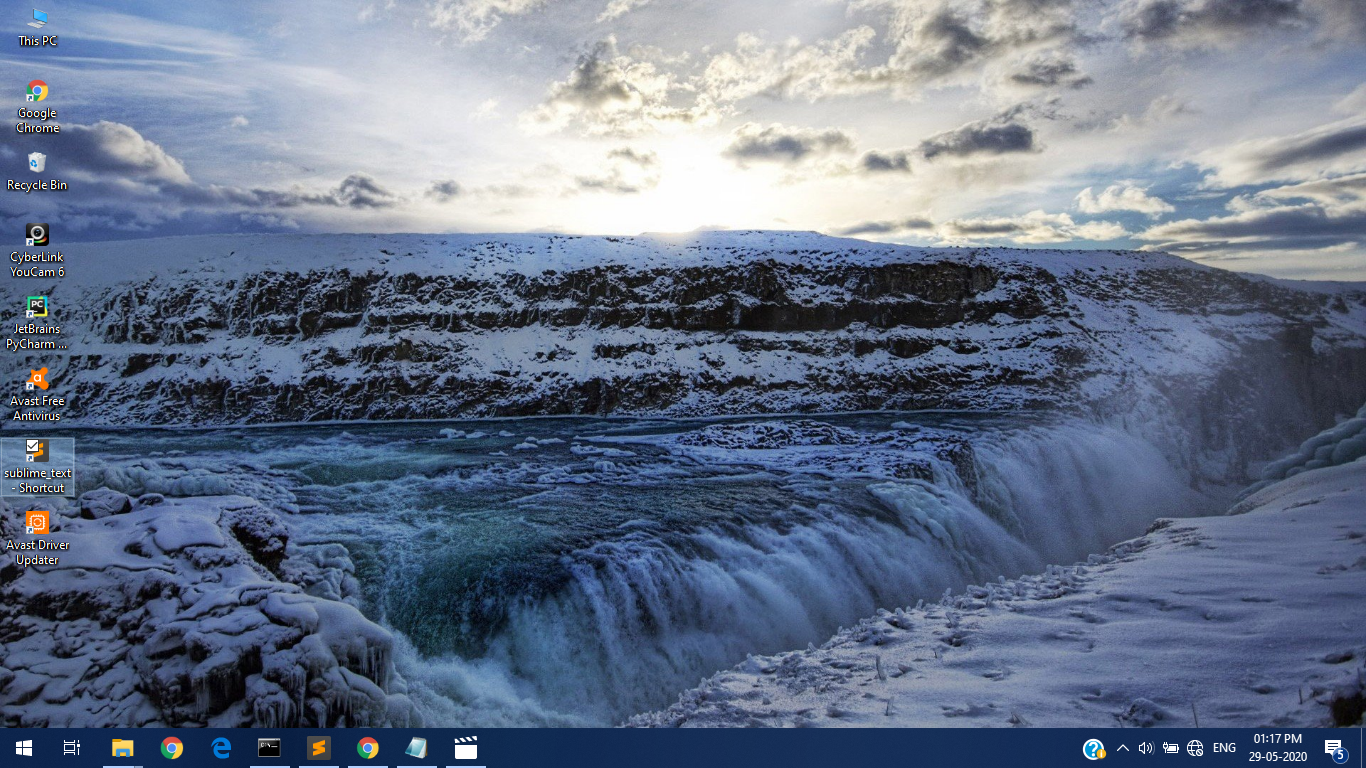 This PC
Google
Chrome
Recycle Bin
CyberLink
YouCam 6
PC
JetBrains
PyCharm ...
Avast Free
Antivirus
sublime_text
- Shortcut
Avast Driver
Updater
ENG
01:17 PM
29-05-2020
5